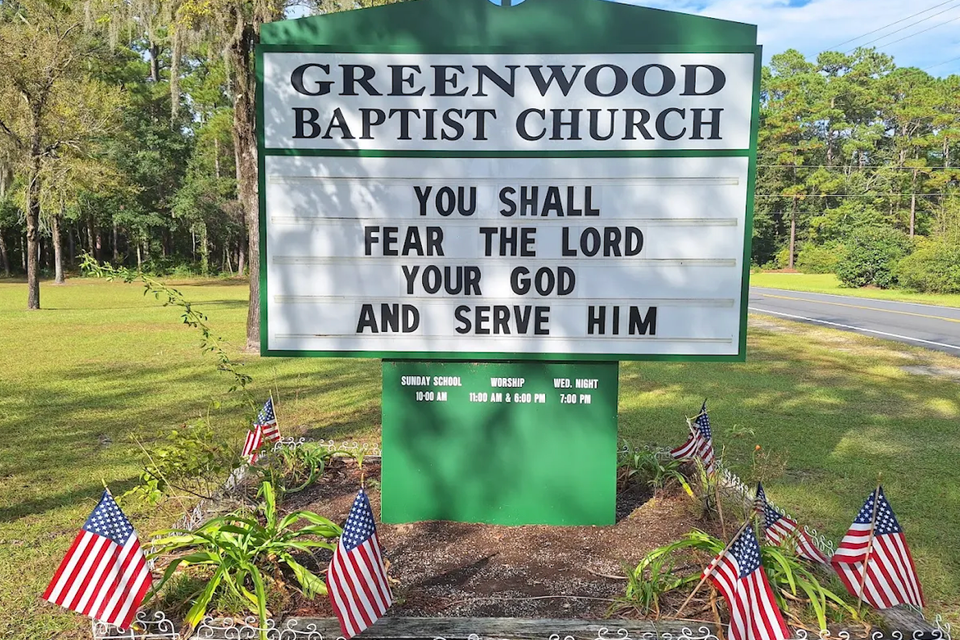 GREENWOOD
BAPTIST CHURCH
YOU SHALL
FEAR THE LORD
YOUR GOD
AND SERVE HIM
SUNDAY SCHOOL WORSHIP WED. NIGHT
10:00 AM 11:00 AM & 6:00 PM 7:00 PM